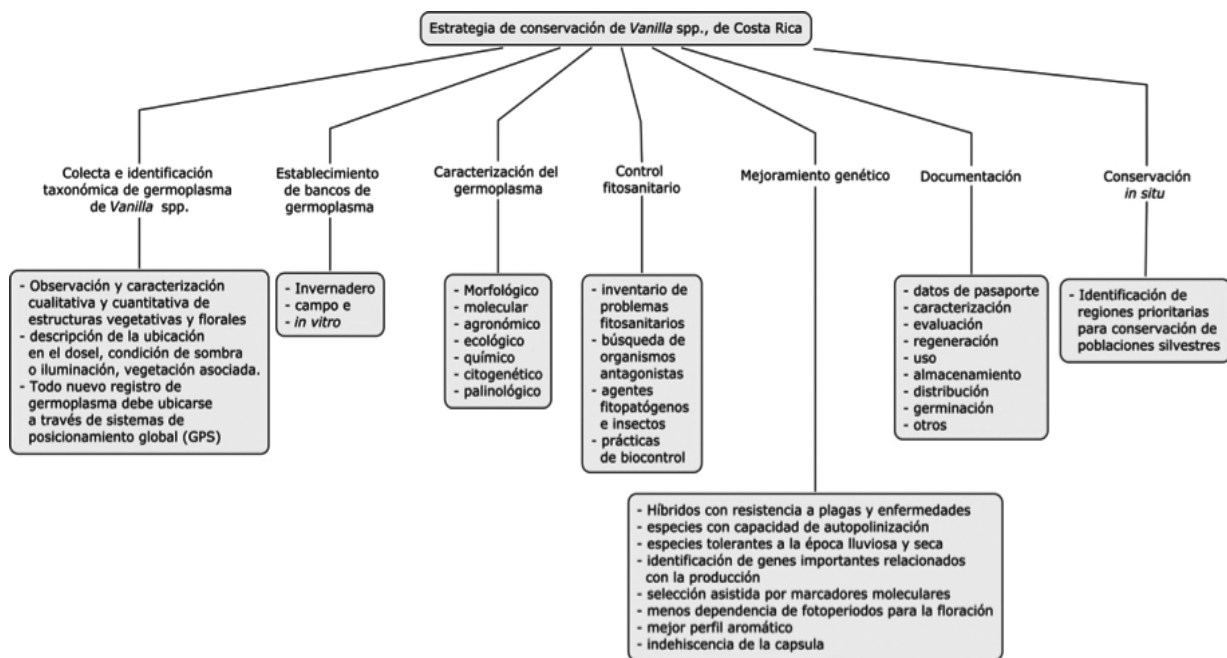 Estrategia de conservación de Vanilla spp., de Costa Rica
Colecta e identificación
taxonómica de germoplasma
de Vanilla spp.
- Observación y caracterización
cualitativa y cuantitativa de
estructuras vegetativas y florales
- descripción de la ubicación
en el dosel, condición de sombra
o iluminación, vegetación asociada.
- Todo nuevo registro de
germoplasma debe ubicarse
a través de sistemas de
posicionamiento global (GPS)
Establecimiento
de bancos de
germoplasma
- Invernadero
- campo e
- in vitro
Caracterización del
germoplasma
- Morfológico
- molecular
- agronómico
- ecológico
- químico
- citogenético
- palinológico
Control
fitosanitario
- inventario de
problemas
fitosanitarios
- búsqueda de
organismos
antagonistas
- agentes
fitopatógenos
e insectos
- prácticas
de biocontrol
Mejoramiento genético
- Híbridos con resistencia a plagas y enfermedades
- especies con capacidad de autopolinización
- especies tolerantes a la época lluviosa y seca
- identificación de genes importantes relacionados
con la producción
- selección asistida por marcadores moleculares
- menos dependencia de fotoperiodos para la floración
- mejor perfil aromático
- indehiscencia de la capsula
Documentación
- datos de pasaporte
- caracterización
- evaluación
- regeneración
- uso
- almacenamiento
- distribución
- germinación
- otros
Conservación
in situ
- Identificación de
regiones prioritarias
para conservación de
poblaciones silvestres